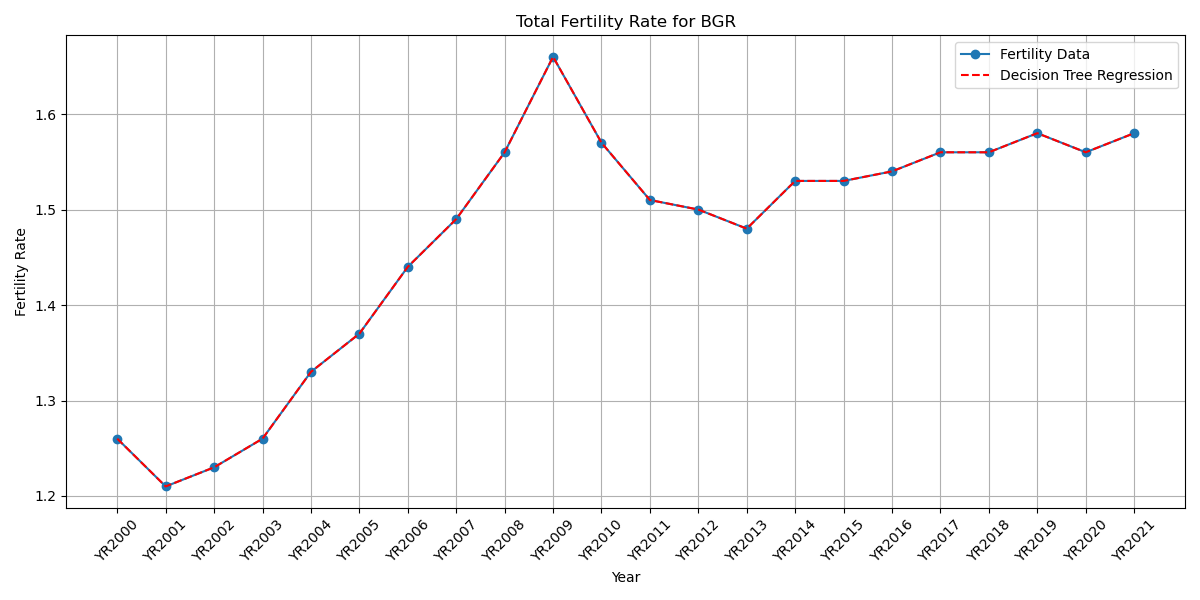 Total Fertility Rate for BGR
Fertility Data
Decision Tree Regression
Fertility Rate
1.6
1.5
1.4
1.3
1.2
YR2000
YR2001
YR2002
YR2003
YR2004
YR2005
YR2006
YR2007
YR2008
YR2009
YR2010
YR2011
YR2012
YR2013
YR2014
YR2015
YR2016
YR2017
YR2018
YR2019
YR2020
YR2021
Year